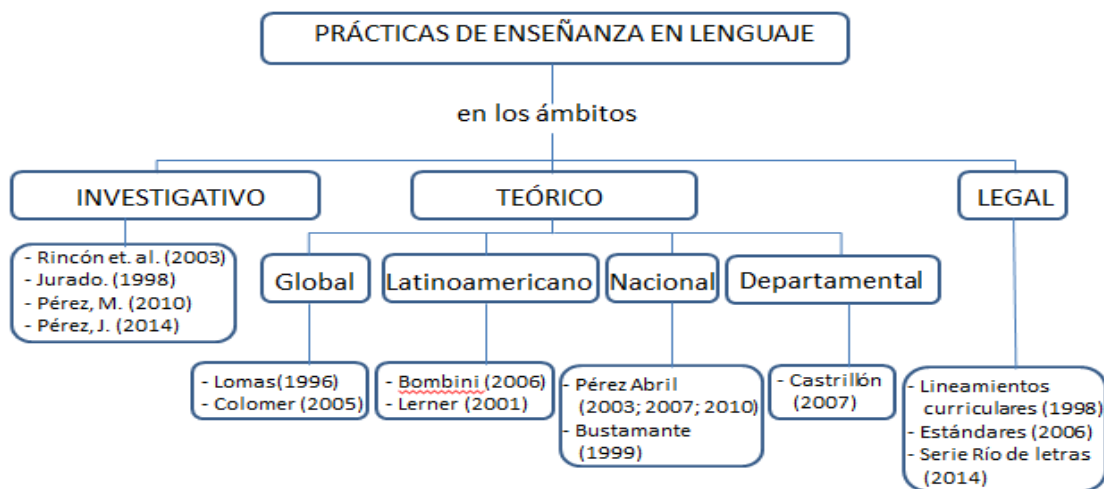 PRÁCTICAS DE ENSEÑANZA EN LENGUAJE
en los ámbitos
INVESTIGATIVO
TEÓRICO
LEGAL
- Rincón et. al. (2003)
- Jurado. (1998)
- Pérez, M. (2010)
- Pérez, J. (2014)
Global
Latinoamericano
Nacional
Departamental
- Lomas(1996)
- Colomer (2005)
- Bombini (2006)
- Lerner (2001)
- Pérez Abril
(2003; 2007; 2010)
- Bustamante
(1999)
- Castrillón
(2007)
- Lineamientos
curriculares (1998)
- Estándares (2006)
- Serie Río de letras
(2014)